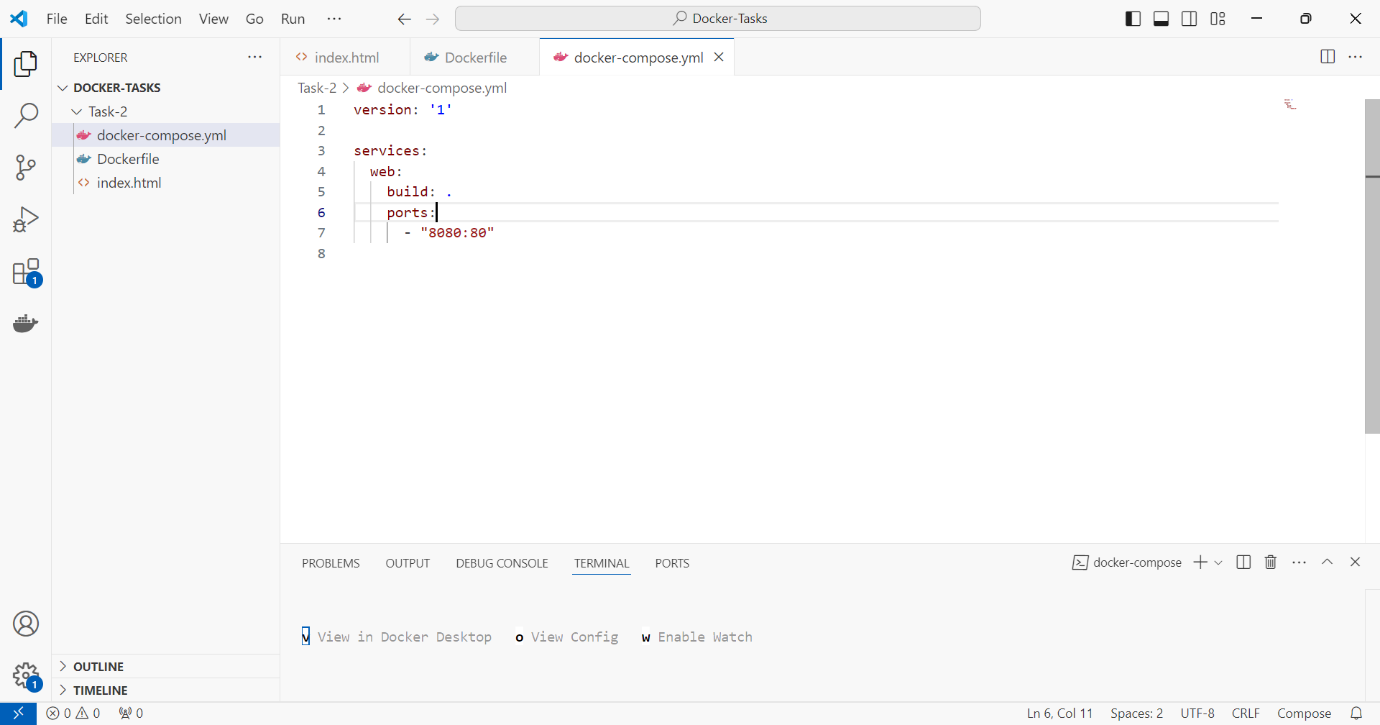 File Edit Selection View Go Run ··· Docker-Tasks
EXPLORER ···
DOCKER-TASKS
Task-2
docker-compose.yml
Dockerfile
index.html
OUTLINE
TIMELINE
1
1
index.html Dockerfile docker-compose.yml
Task-2 > docker-compose.yml
1 version: '1'
2
3 services:
4 web:
5 build: .
6 ports:
7 - "8080:80"
8
PROBLEMS OUTPUT DEBUG CONSOLE TERMINAL PORTS docker-compose
v View in Docker Desktop o View Config w Enable Watch
0 0 0 Ln 6, Col 11 Spaces: 2 UTF-8 CRLF Compose